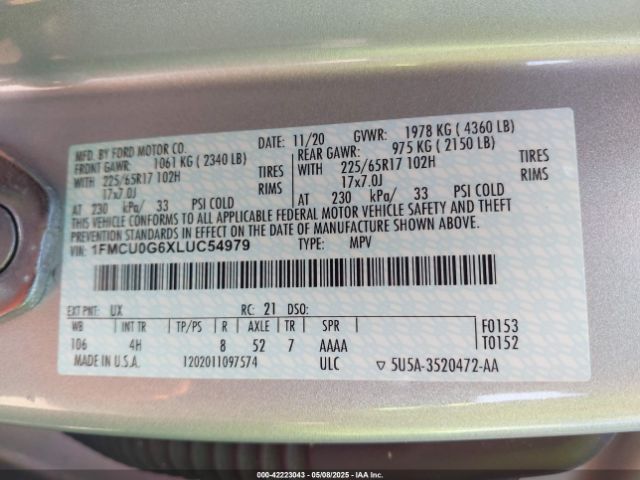 MFD. BY FORD MOTOR CO. DATE: 11/20 GVWR: 1978 KG ( 4360 LB)
FRONT GAWR: 1061 KG ( 2340 LB) REAR GAWR: 975 KG ( 2150 LB)
WITH 225/65R17 102H TIRES WITH 225/65R17 102H TIRES
17x7.0J RIMS 17x7.0J RIMS
AT 230 kPa/ 33 PSI COLD AT 230 kPa/ 33 PSI COLD
THIS VEHICLE CONFORMS TO ALL APPLICABLE FEDERAL MOTOR VEHICLE SAFETY AND THEFT
PREVENTION STANDARDS IN EFFECT ON THE DATE OF MANUFACTURE SHOWN ABOVE.
VIN: 1FMCU0G6XLUC54979 TYPE: MPV
EXT PNT: UX RC: 21 DSO:
WB INT TR TP/PS R AXLE TR SPR F0153
106 4H 8 52 7 AAAA T0152
MADE IN U.S.A. 1202011097574 ULC ▽ 5U5A-3520472-AA
000-42223043 | 05/08/2025 | IAA Inc.